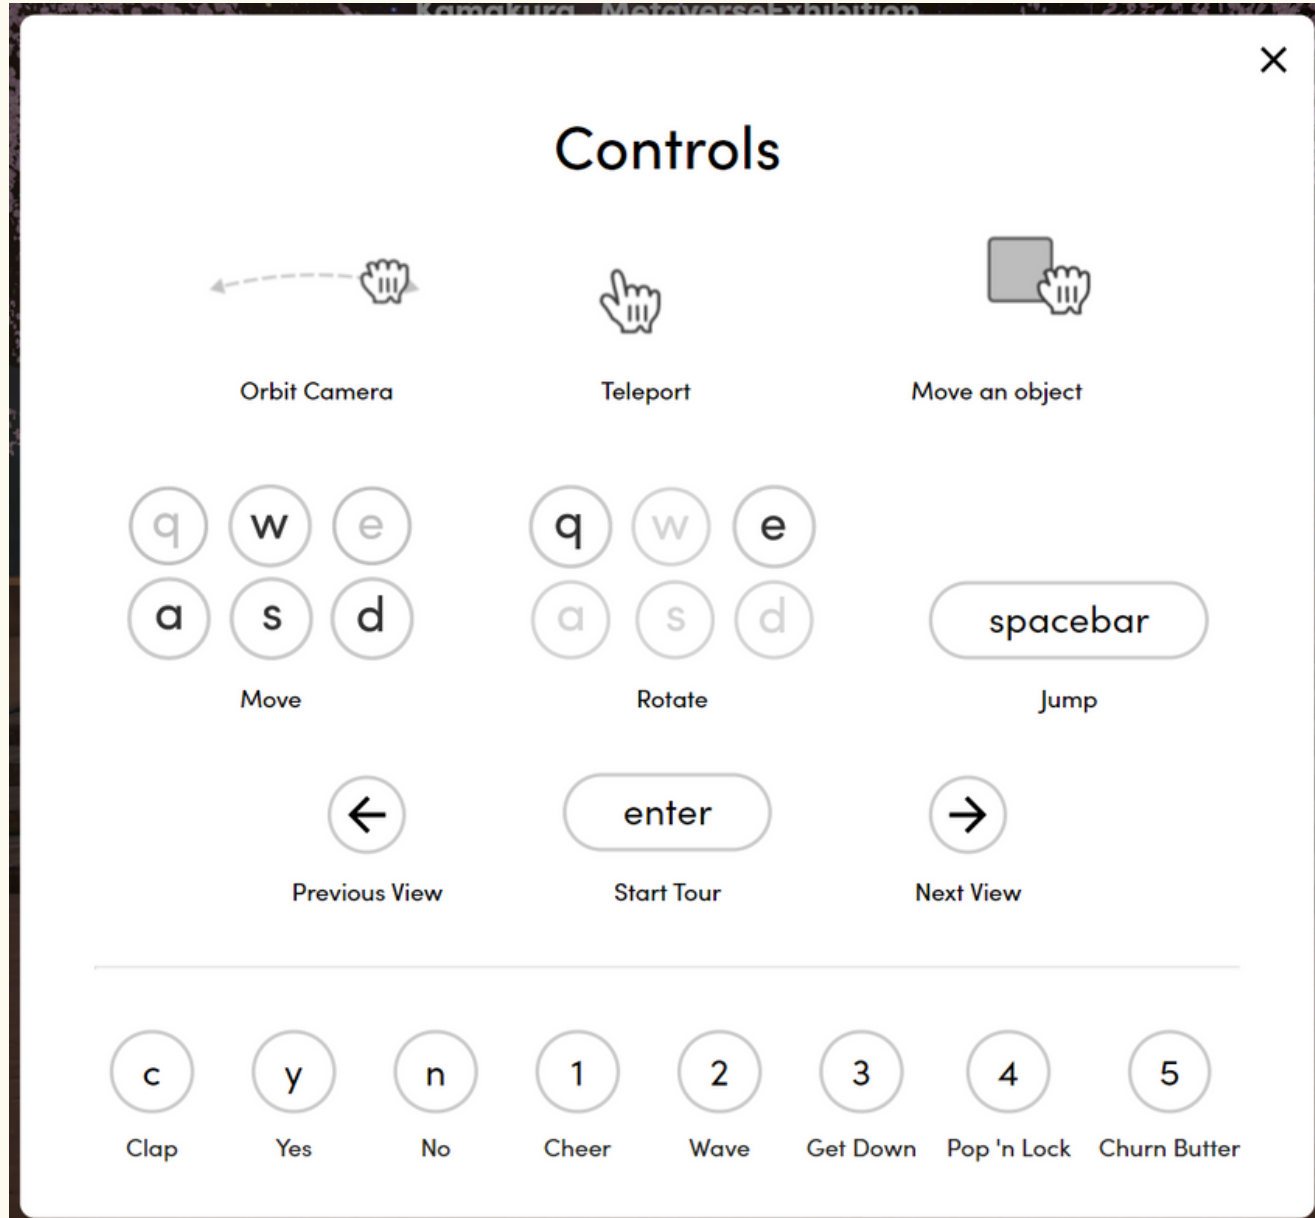 Kamakura_MetaverseExhibition
Controls
Orbit Camera
Teleport
Move an object
q w e
a s d
Move
q w e
a s d
Rotate
spacebar
Jump
Previous View
enter
Start Tour
Next View
c
Clap
y
Yes
n
No
1
Cheer
2
Wave
3
Get Down
4
Pop 'n Lock
5
Churn Butter